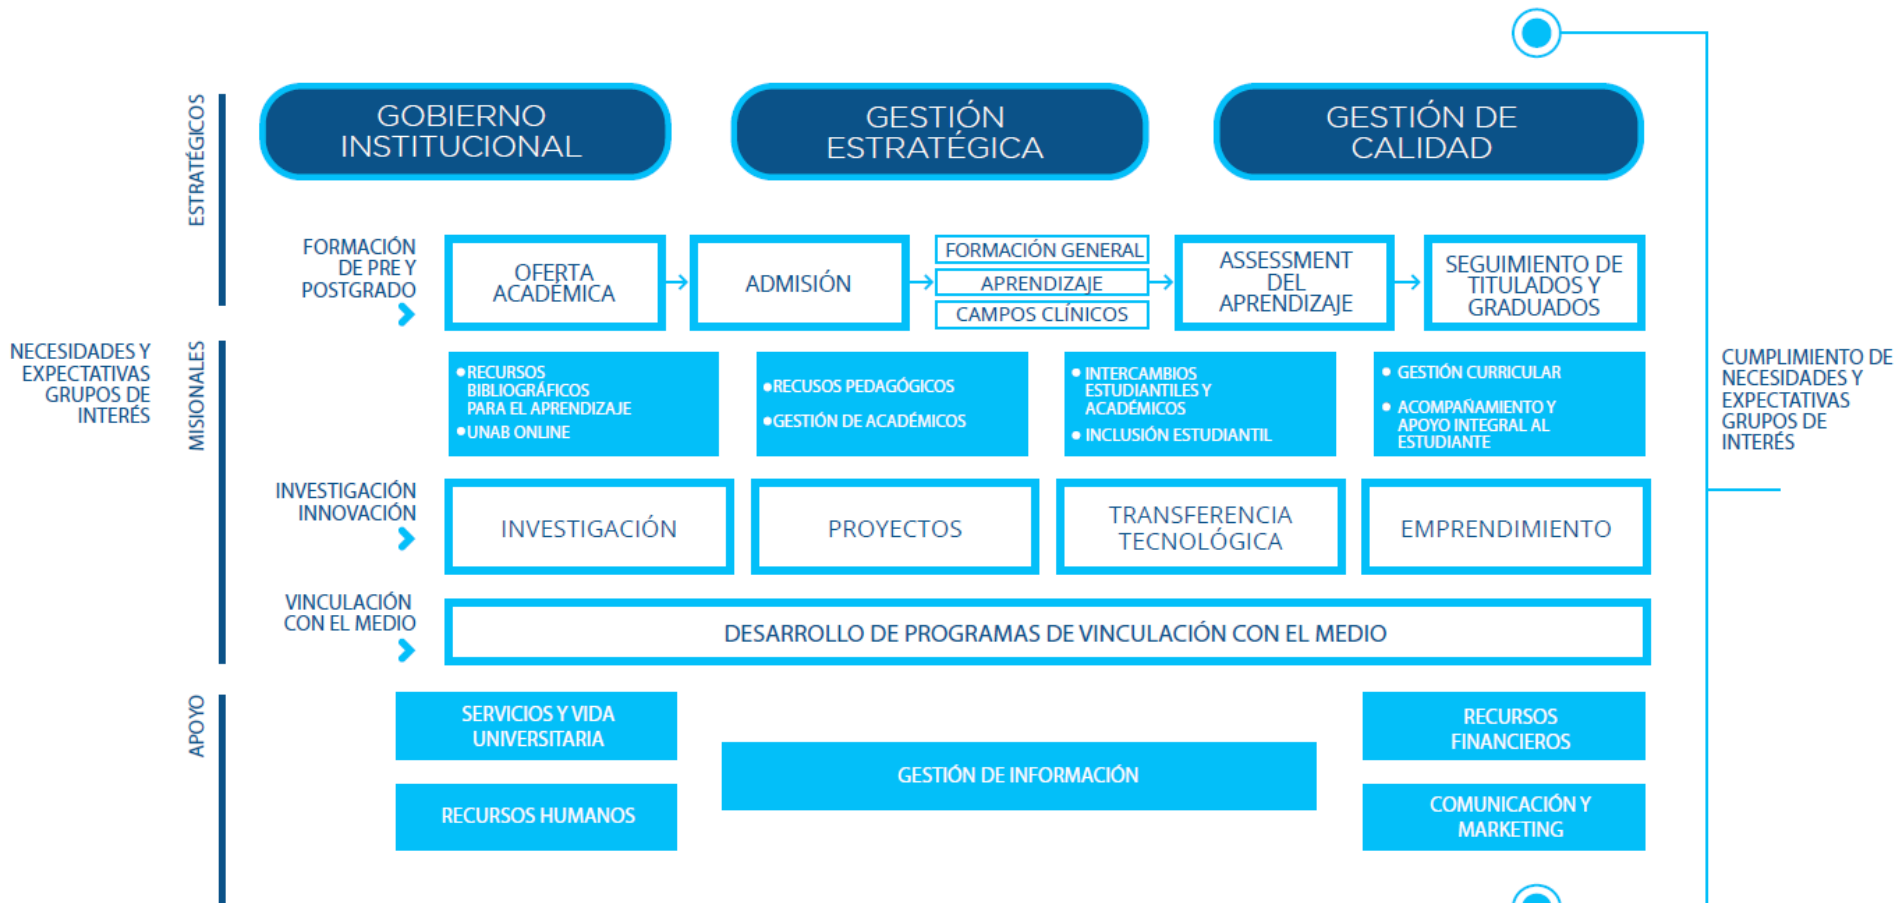 ESTRATÉGICOS
GOBIERNO
INSTITUCIONAL
GESTIÓN
ESTRATÉGICA
GESTIÓN DE
CALIDAD
FORMACIÓN
DE PRE Y
POSTGRADO
OFERTA
ACADÉMICA
ADMISIÓN
FORMACIÓN GENERAL
APRENDIZAJE
CAMPOS CLÍNICOS
ASSESSMENT
DEL
APRENDIZAJE
SEGUIMIENTO DE
TITULADOS Y
GRADUADOS
NECESIDADES Y
EXPECTATIVAS
GRUPOS DE
INTERÉS
MISIONALES
•RECURSOS
BIBLIOGRÁFICOS
PARA EL APRENDIZAJE
•UNAB ONLINE
•RECUSOS PEDAGÓGICOS
•GESTIÓN DE ACADÉMICOS
• INTERCAMBIOS
ESTUDIANTILES Y
ACADÉMICOS
• INCLUSIÓN ESTUDIANTIL
• GESTIÓN CURRICULAR
• ACOMPAÑAMIENTO Y
APOYO INTEGRAL AL
ESTUDIANTE
CUMPLIMIENTO DE
NECESIDADES Y
EXPECTATIVAS
GRUPOS DE
INTERÉS
INVESTIGACIÓN
INNOVACIÓN
INVESTIGACIÓN
PROYECTOS
TRANSFERENCIA
TECNOLÓGICA
EMPRENDIMIENTO
VINCULACIÓN
CON EL MEDIO
DESARROLLO DE PROGRAMAS DE VINCULACIÓN CON EL MEDIO
APOYO
SERVICIOS Y VIDA
UNIVERSITARIA
RECURSOS HUMANOS
GESTIÓN DE INFORMACIÓN
RECURSOS
FINANCIEROS
COMUNICACIÓN Y
MARKETING